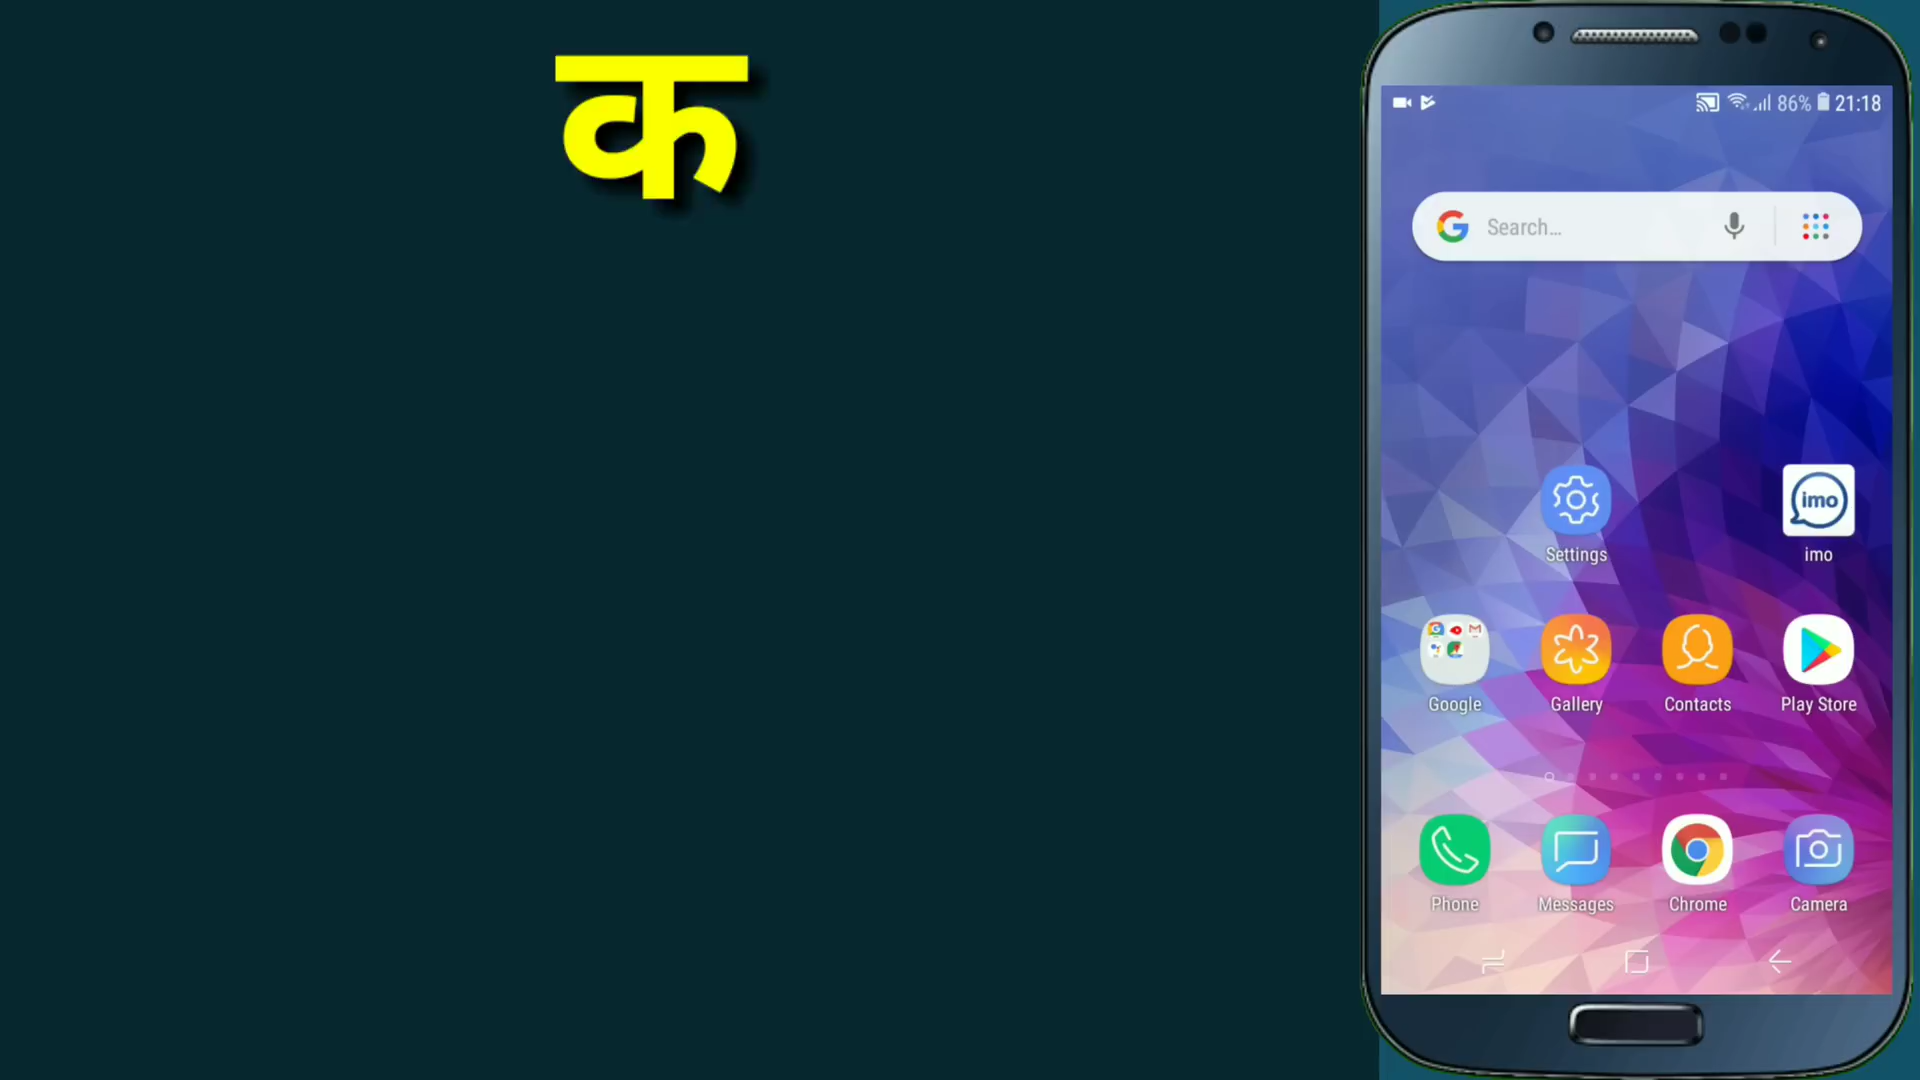 क
86% 21:18
Search...
imo
Settings
imo
Google
Gallery
Contacts
Play Store
Phone
Messages
Chrome
Camera